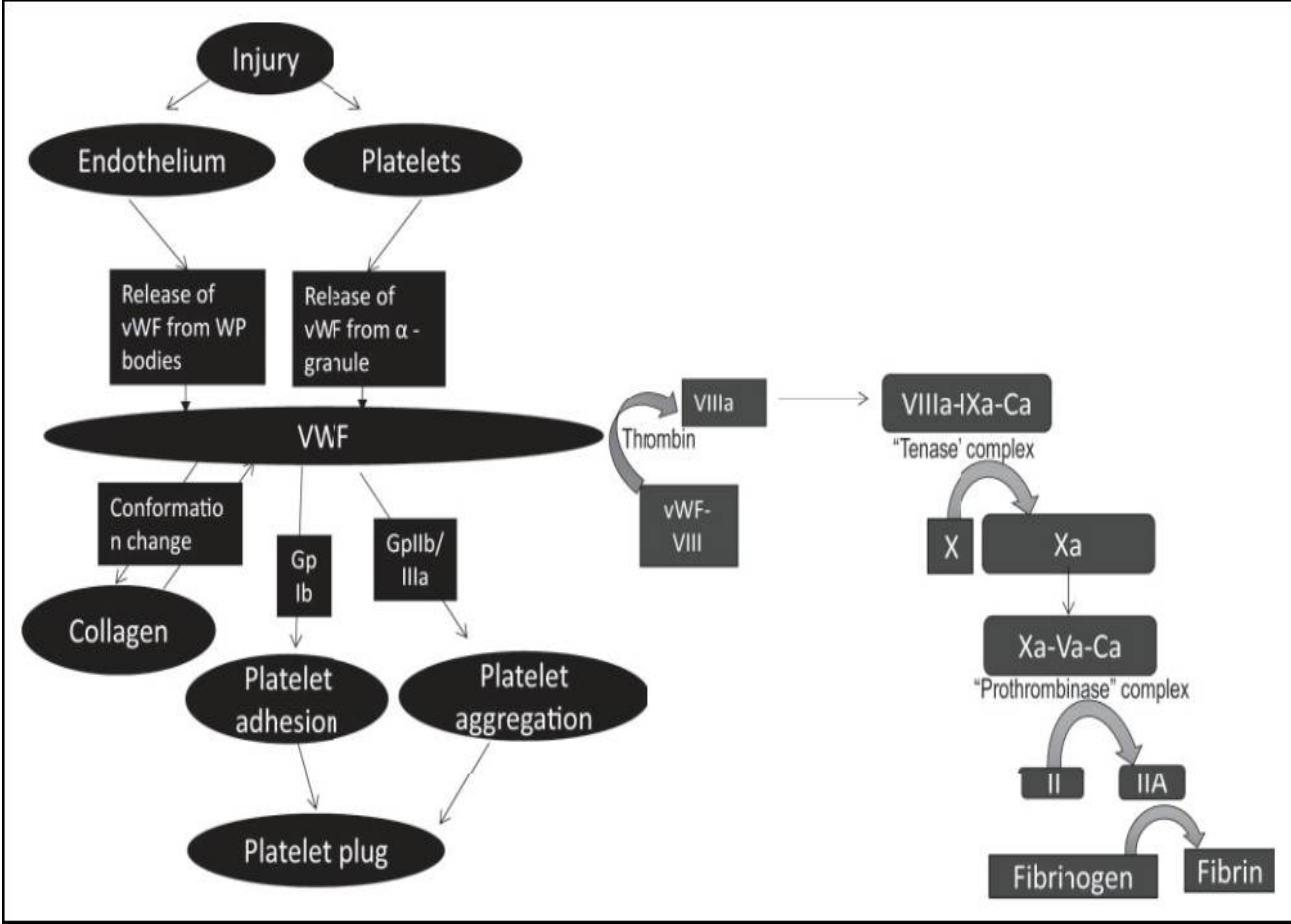 Injury
Endothelium
Platelets
Release of
vWF from WP
bodies
Release of
vWF from α -
granule
VWF
Conformatio
n change
Gp
Ib
GpIIb/
IIIa
Collagen
Platelet
adhesion
Platelet
aggregation
Platelet plug
VIIIa
Thrombin
vWF-
VIII
VIIIa-IXa-Ca
“Tenase’ complex
X
Xa
Xa-Va-Ca
“Prothrombinase” complex
II
IIA
Fibrinogen
Fibrin